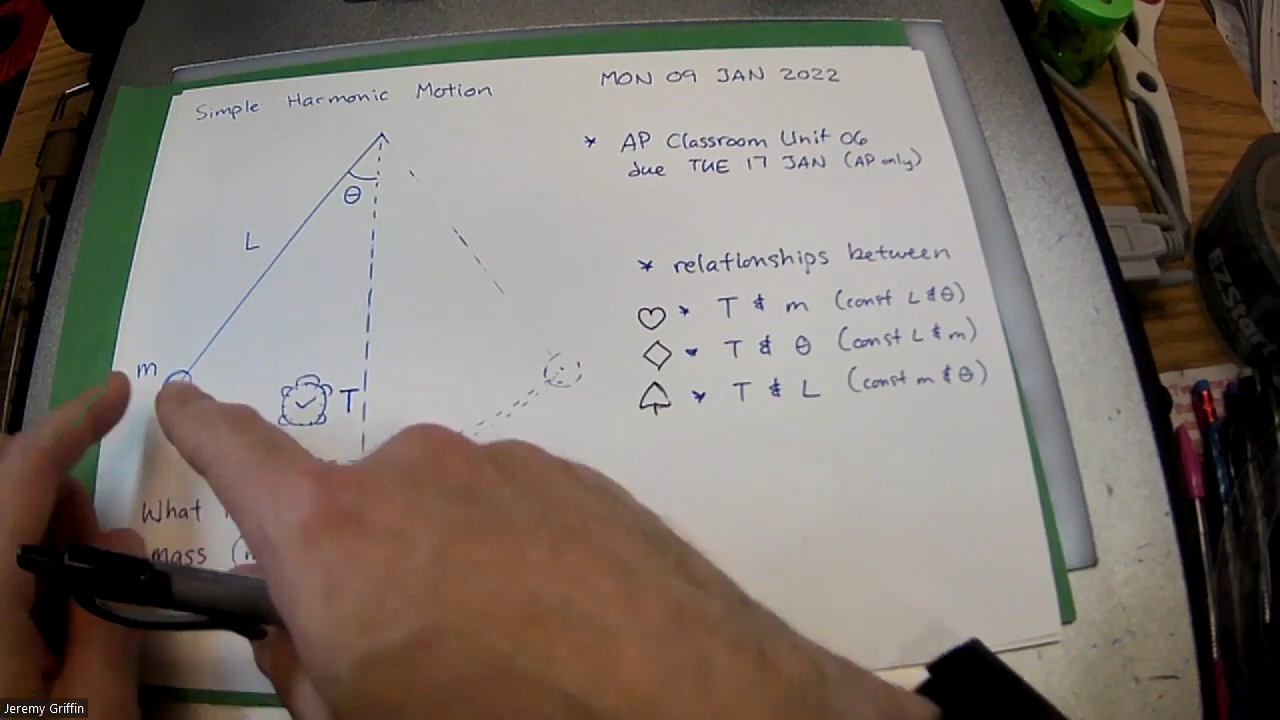 Simple Harmonic Motion
MON 09 JAN 2022
* AP Classroom Unit 06
due TUE 17 JAN (AP only)
θ
L
m
T
* relationships between
♡ * T & m (const L & θ)
◇ * T & θ (const L & m)
♤ * T & L (const m & θ)
What
mass
EZStart
Jeremy Griffin